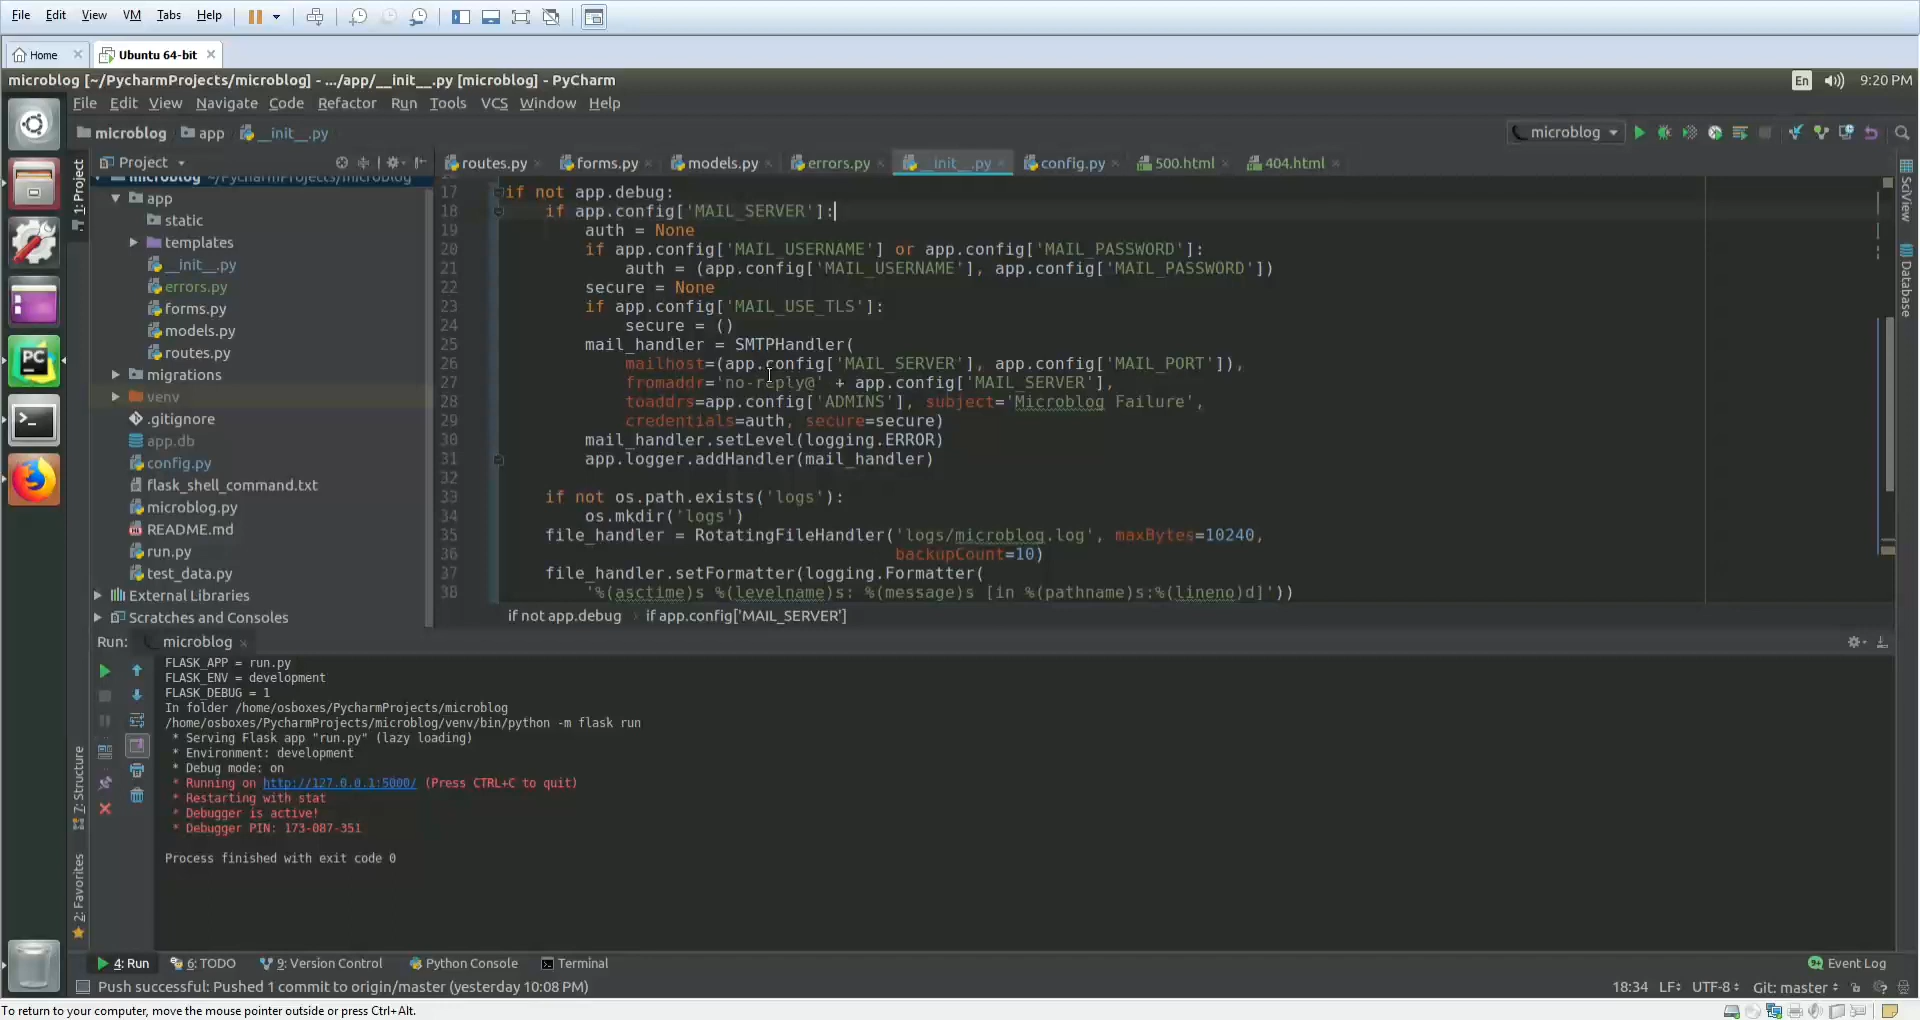 File Edit View VM Tabs Help
Home Ubuntu 64-bit
microblog [~/PycharmProjects/microblog] - .../app/__init__.py [microblog] - PyCharm En 9:20 PM
File Edit View Navigate Code Refactor Run Tools VCS Window Help
microblog app __init__.py microblog
Project routes.py forms.py models.py errors.py __init__.py config.py 500.html 404.html
microblog ~/PycharmProjects/microblog
app
static
templates
__init__.py
errors.py
forms.py
models.py
routes.py
migrations
venv
.gitignore
app.db
config.py
flask_shell_command.txt
microblog.py
README.md
run.py
test_data.py
External Libraries
Scratches and Consoles
1: Project
7: Structure
2: Favorites
SciView
Database
17 if not app.debug:
18 if app.config['MAIL_SERVER']:
19 auth = None
20 if app.config['MAIL_USERNAME'] or app.config['MAIL_PASSWORD']:
21 auth = (app.config['MAIL_USERNAME'], app.config['MAIL_PASSWORD'])
22 secure = None
23 if app.config['MAIL_USE_TLS']:
24 secure = ()
25 mail_handler = SMTPHandler(
26 mailhost=(app.config['MAIL_SERVER'], app.config['MAIL_PORT']),
27 fromaddr='no-reply@' + app.config['MAIL_SERVER'],
28 toaddrs=app.config['ADMINS'], subject='Microblog Failure',
29 credentials=auth, secure=secure)
30 mail_handler.setLevel(logging.ERROR)
31 app.logger.addHandler(mail_handler)
32
33 if not os.path.exists('logs'):
34 os.mkdir('logs')
35 file_handler = RotatingFileHandler('logs/microblog.log', maxBytes=10240,
36 backupCount=10)
37 file_handler.setFormatter(logging.Formatter(
38 '%(asctime)s %(levelname)s: %(message)s [in %(pathname)s:%(lineno)d]'))
if not app.debug if app.config['MAIL_SERVER']
Run: microblog
FLASK_APP = run.py
FLASK_ENV = development
FLASK_DEBUG = 1
In folder /home/osboxes/PycharmProjects/microblog
/home/osboxes/PycharmProjects/microblog/venv/bin/python -m flask run
* Serving Flask app "run.py" (lazy loading)
* Environment: development
* Debug mode: on
* Running on http://127.0.0.1:5000/ (Press CTRL+C to quit)
* Restarting with stat
* Debugger is active!
* Debugger PIN: 173-087-351
Process finished with exit code 0
4: Run 6: TODO 9: Version Control Python Console Terminal Event Log
Push successful: Pushed 1 commit to origin/master (yesterday 10:08 PM) 18:34 LF UTF-8 Git: master
To return to your computer, move the mouse pointer outside or press Ctrl+Alt.